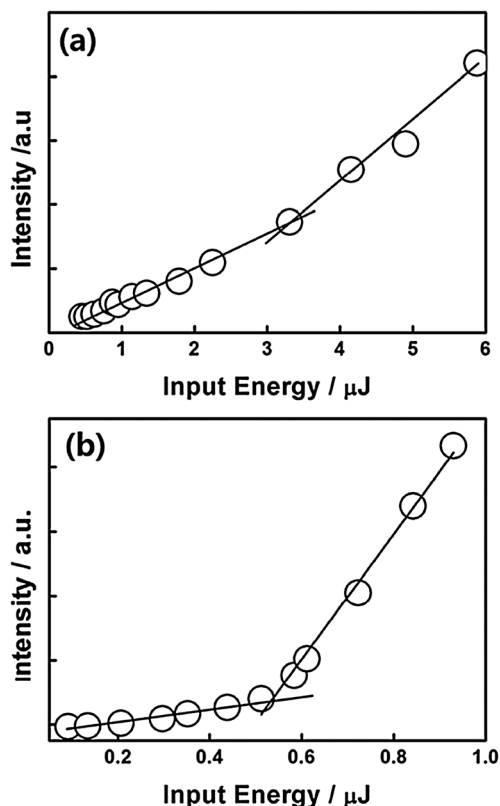 (a)
Intensity /a.u
0 1 2 3 4 5 6
Input Energy / μJ
(b)
Intensity / a.u.
0.2 0.4 0.6 0.8 1.0
Input Energy / μJ